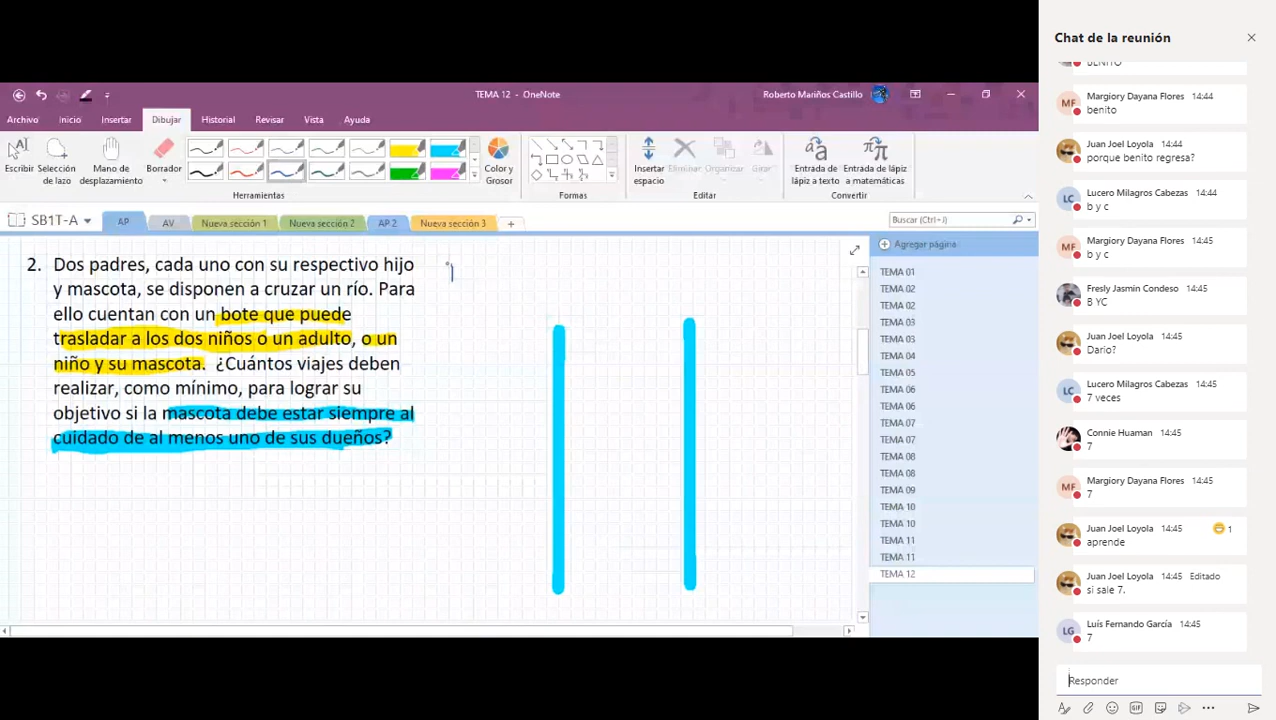 Chat de la reunión
TEMA 12 - OneNote
Roberto Mariños Castillo
Archivo Inicio Insertar Dibujar Historial Revisar Vista Ayuda
Escribir
Selección de lazo
Mano de desplazamiento
Borrador
Color y Grosor
Insertar espacio
Eliminar
Organizar
Girar
Entrada de lápiz a texto
Entrada de lápiz a matemáticas
Herramientas
Formas
Editar
Convertir
SB1T-A
AP
AV
Nueva sección 1
Nueva sección 2
AP 2
Nueva sección 3
Buscar (Ctrl+I)
2. Dos padres, cada uno con su respectivo hijo
y mascota, se disponen a cruzar un río. Para
ello cuentan con un bote que puede
trasladar a los dos niños o un adulto, o un
niño y su mascota. ¿Cuántos viajes deben
realizar, como mínimo, para lograr su
objetivo si la mascota debe estar siempre al
cuidado de al menos uno de sus dueños?
Agregar página
TEMA 01
TEMA 02
TEMA 02
TEMA 03
TEMA 03
TEMA 04
TEMA 05
TEMA 06
TEMA 06
TEMA 07
TEMA 07
TEMA 08
TEMA 08
TEMA 09
TEMA 10
TEMA 10
TEMA 11
TEMA 11
TEMA 12
BENITO
MF Margiory Dayana Flores 14:44
benito
Juan Joel Loyola 14:44
porque benito regresa?
LC Lucero Milagros Cabezas 14:44
b y c
MF Margiory Dayana Flores 14:45
b y c
Fresly Jasmin Condeso 14:45
B YC
Juan Joel Loyola 14:45
Darío?
LC Lucero Milagros Cabezas 14:45
7 veces
Connie Huaman 14:45
7
MF Margiory Dayana Flores 14:45
7
Juan Joel Loyola 14:45 1
aprende
Juan Joel Loyola 14:45 Editado
si sale 7.
LG Luis Fernando García 14:45
7
Responder